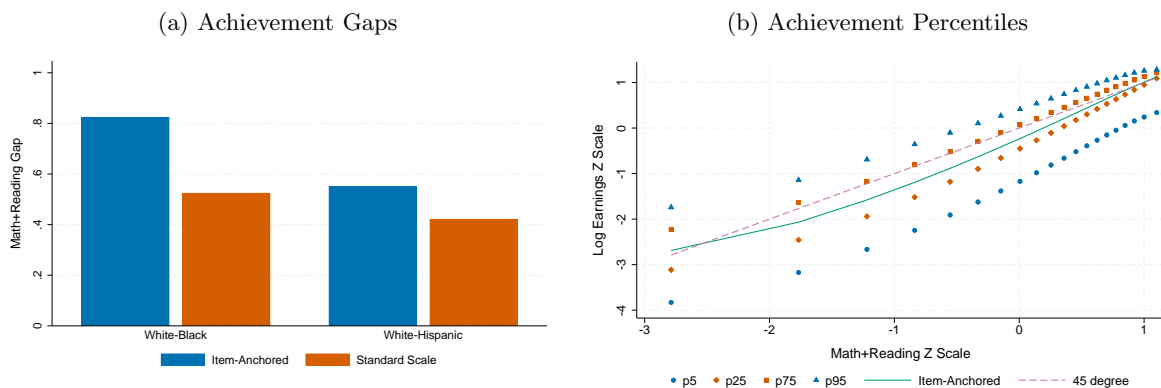 (a) Achievement Gaps
Math+Reading Gap
1
.8
.6
.4
.2
0
White-Black
White-Hispanic
Item-Anchored
Standard Scale
(b) Achievement Percentiles
Log Earnings Z Scale
1
0
-1
-2
-3
-4
-3
-2
-1
0
1
Math+Reading Z Scale
p5
p25
p75
p95
Item-Anchored
45 degree